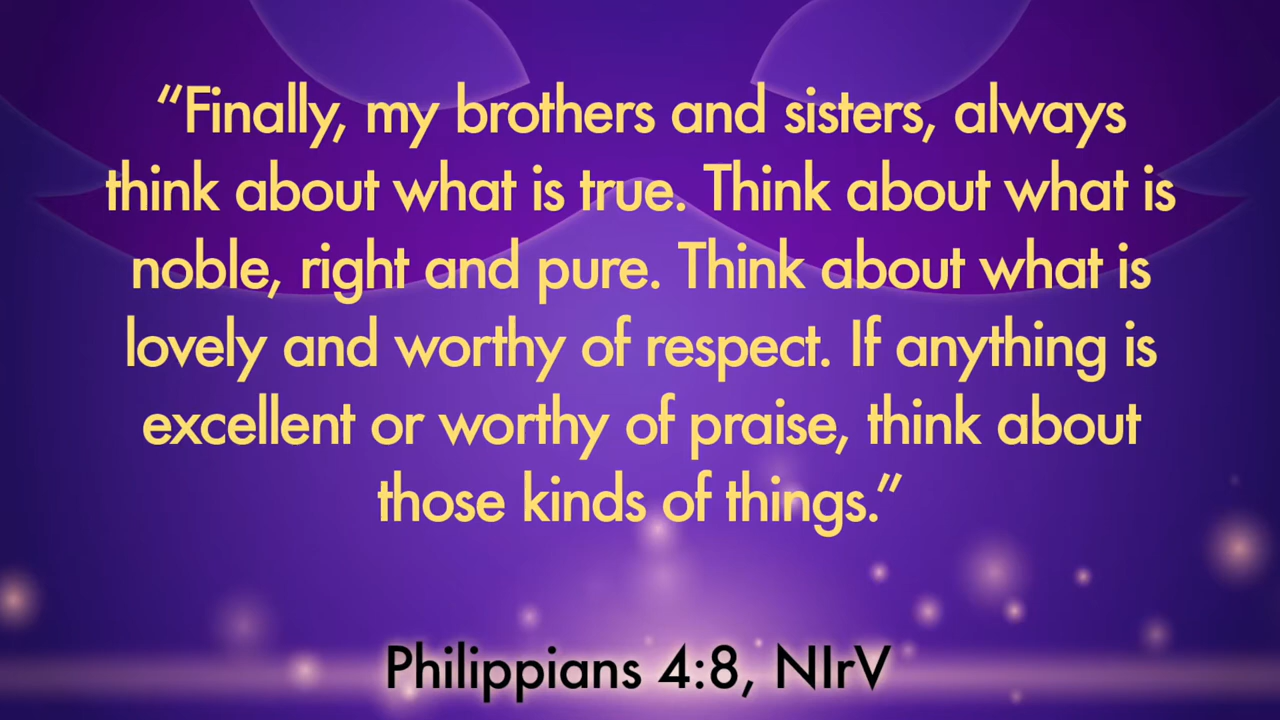 “Finally, my brothers and sisters, always
think about what is true. Think about what is
noble, right and pure. Think about what is
lovely and worthy of respect. If anything is
excellent or worthy of praise, think about
those kinds of things.”
Philippians 4:8, NIrV